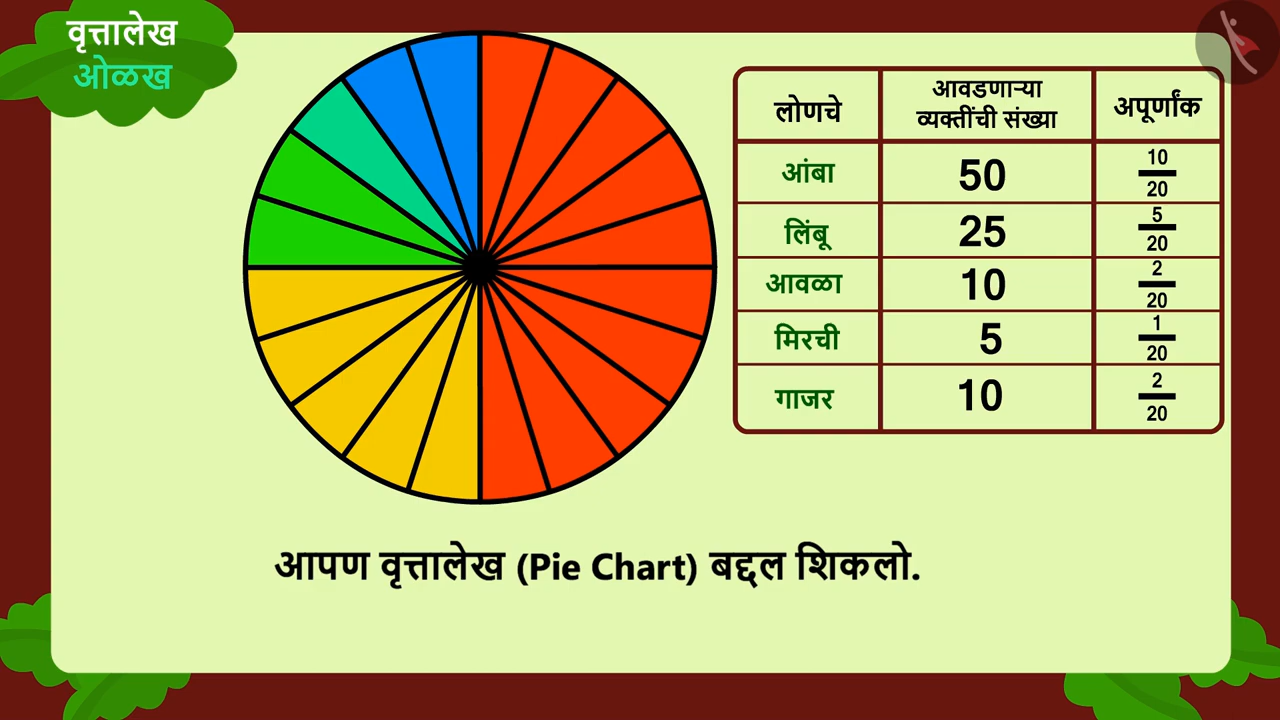 वृत्तालेख
ओळख
लोणचे
आवडणाऱ्या
व्यक्तींची संख्या
अपूर्णांक
आंबा 50 10/20
लिंबू 25 5/20
आवळा 10 2/20
मिरची 5 1/20
गाजर 10 2/20
आपण वृत्तालेख (Pie Chart) बद्दल शिकलो.